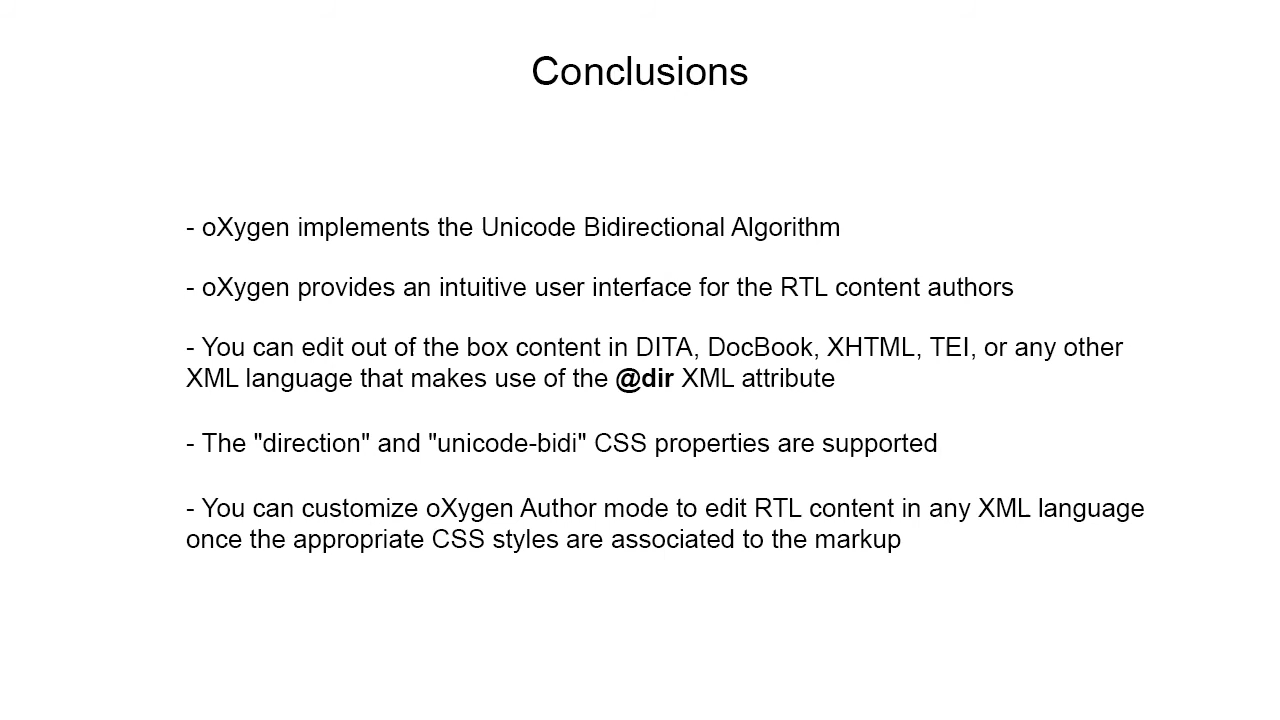 Conclusions
- oXygen implements the Unicode Bidirectional Algorithm
- oXygen provides an intuitive user interface for the RTL content authors
- You can edit out of the box content in DITA, DocBook, XHTML, TEI, or any other
XML language that makes use of the @dir XML attribute
- The "direction" and "unicode-bidi" CSS properties are supported
- You can customize oXygen Author mode to edit RTL content in any XML language
once the appropriate CSS styles are associated to the markup